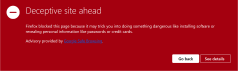 Deceptive site ahead
Firefox blocked this page because it may trick you into doing something dangerous like installing software or
revealing personal information like passwords or credit cards.
Advisory provided by
Go back
See details